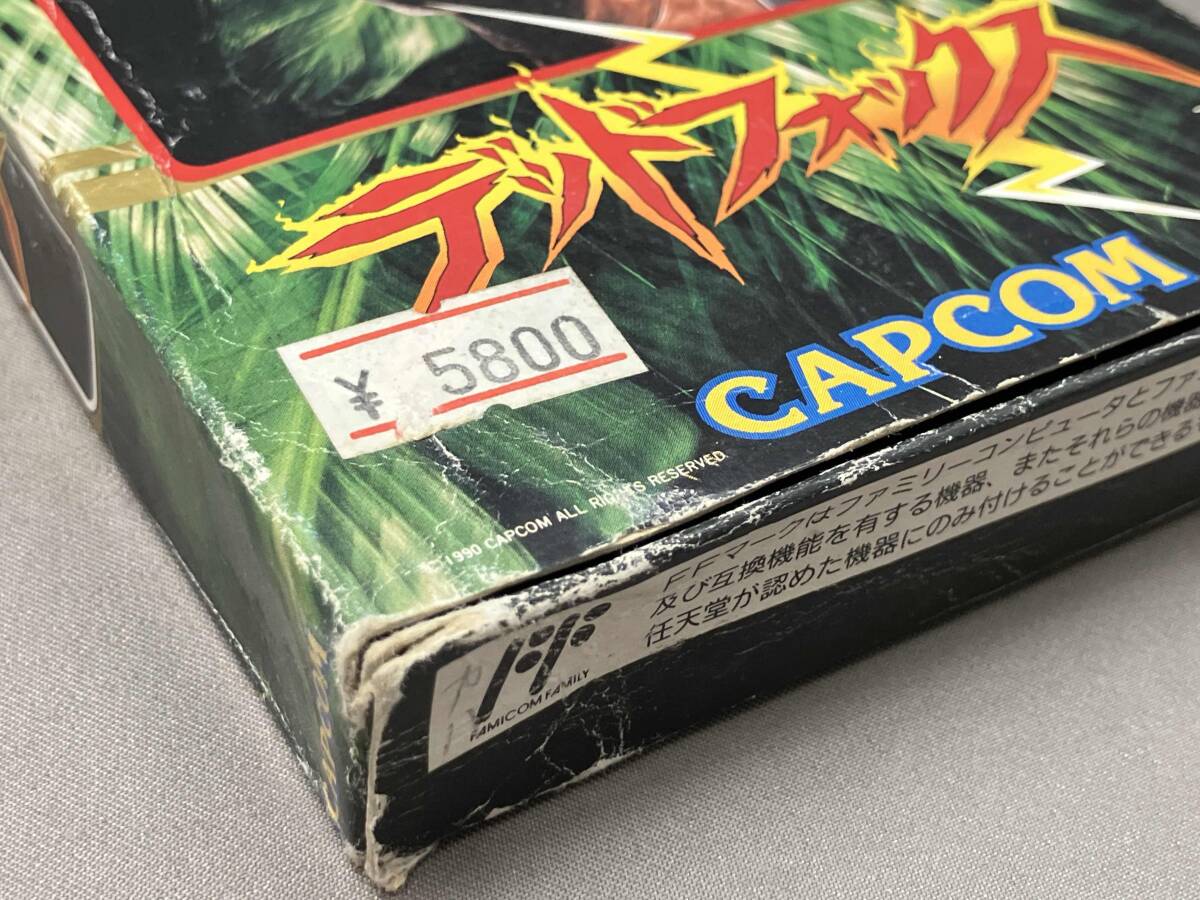 デッドフォックス
¥ 5800
CAPCOM
1990 CAPCOM ALL RIGHTS RESERVED
FFマークはファミリーコンピュータとファ
及び互換機能を有する機器、またそれらの機器
任天堂が認めた機器にのみ付けることができる
FF
FAMICOM FAMILY
CAPCOM